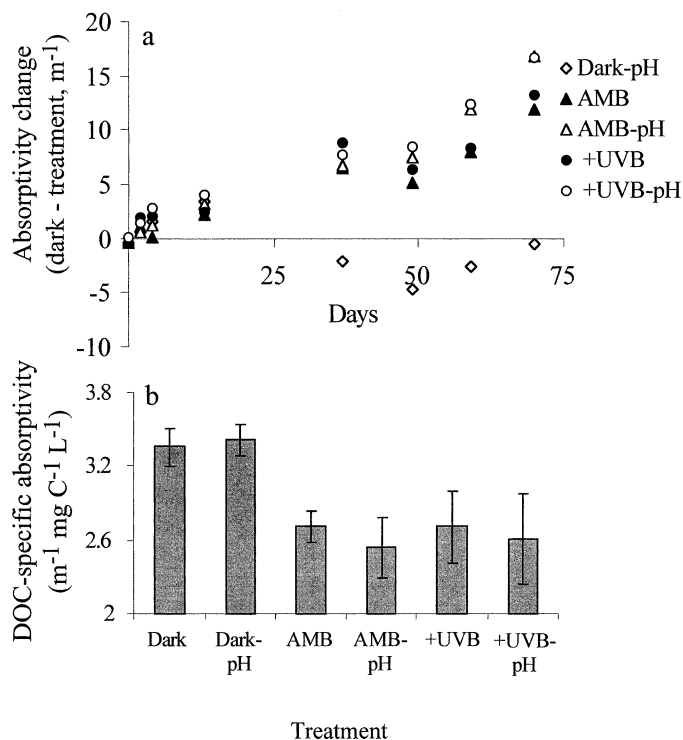 a
Absorptivity change
(dark - treatment, m⁻¹)
20
15
10
5
0
-5
-10
25
50
75
Days
Dark-pH
AMB
AMB-pH
+UVB
+UVB-pH
b
DOC-specific absorptivity
(m⁻¹ mg C⁻¹ L⁻¹)
3.8
3.2
2.6
2
Dark
Dark-
pH
AMB
AMB-
pH
+UVB
+UVB-
pH
Treatment